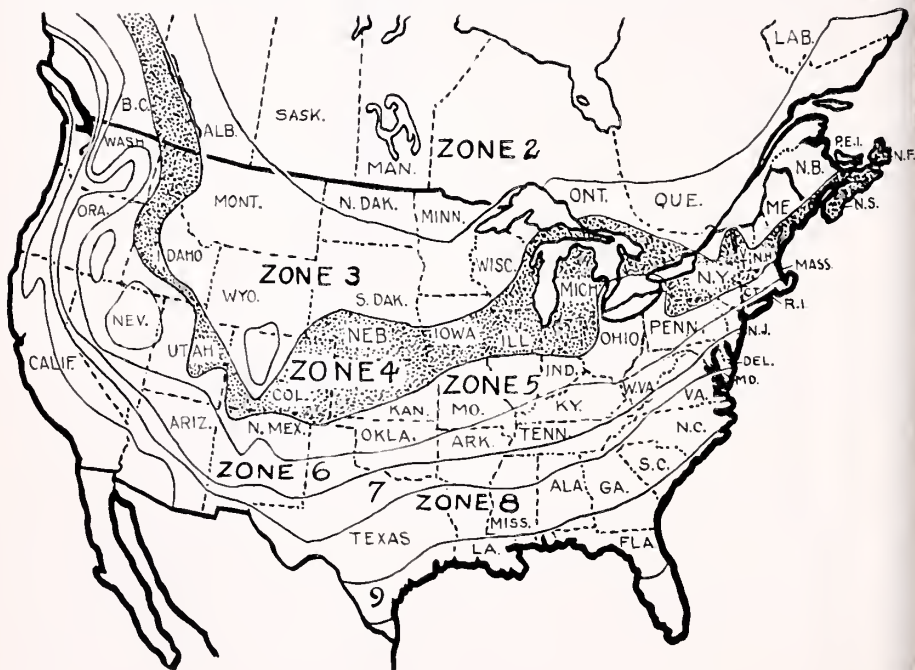 LAB.
B.C.
ALB.
SASK.
MAN.
ZONE 2
ONT.
QUE.
P.E.I.
N.B.
N.F.
N.S.
ME.
WASH.
MONT.
N. DAK.
MINN.
ORA.
IDAHO
ZONE 3
WISC.
MICH.
N.Y.
N.H.
MASS.
CT.
R.I.
WYO.
S. DAK.
NEV.
UTAH
NEB.
IOWA
ILL.
OHIO
PENN.
N.J.
CALIF.
ZONE 4
COL.
IND.
DEL.
MD.
ZONE 5
W.VA.
VA.
KAN.
MO.
KY.
ARIZ.
N. MEX.
OKLA.
ARK.
TENN.
N.C.
ZONE 6
7
ZONE 8
ALA.
GA.
S.C.
MISS.
TEXAS
LA.
FLA.
9